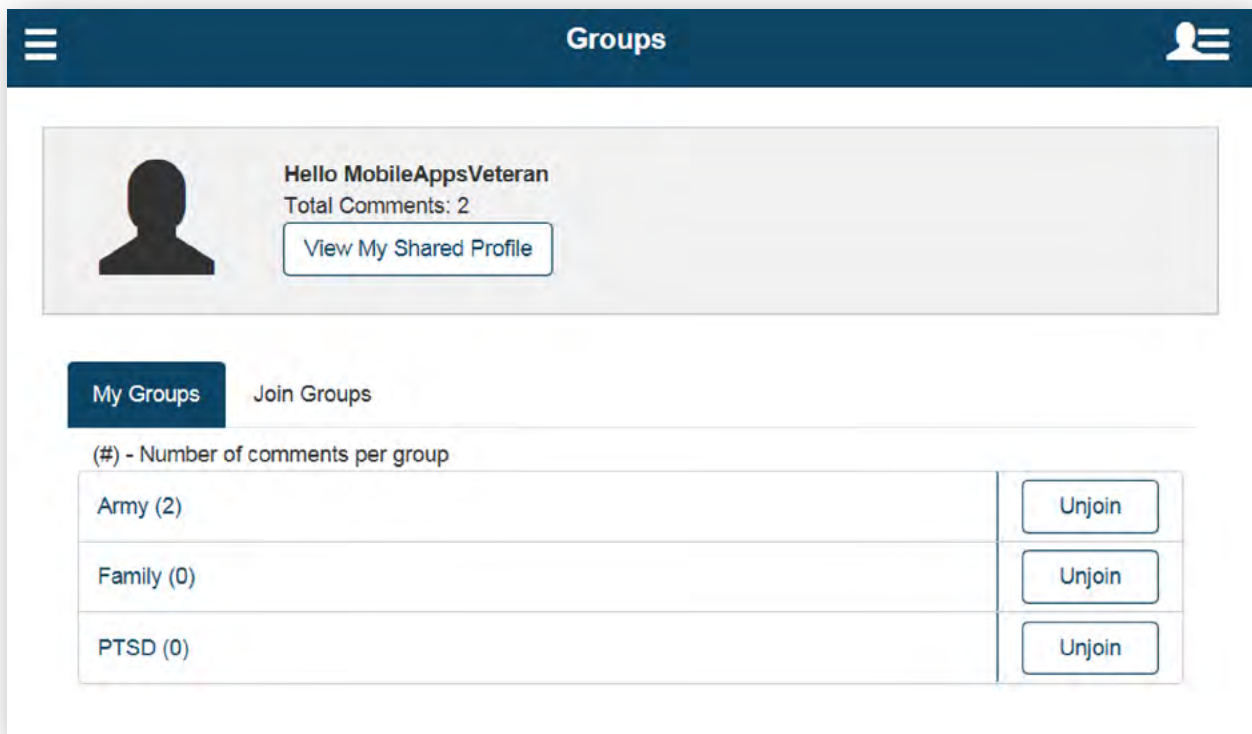 Groups
Hello MobileAppsVeteran
Total Comments: 2
View My Shared Profile
My Groups
Join Groups
(#) - Number of comments per group
Army (2)
Unjoin
Family (0)
Unjoin
PTSD (0)
Unjoin